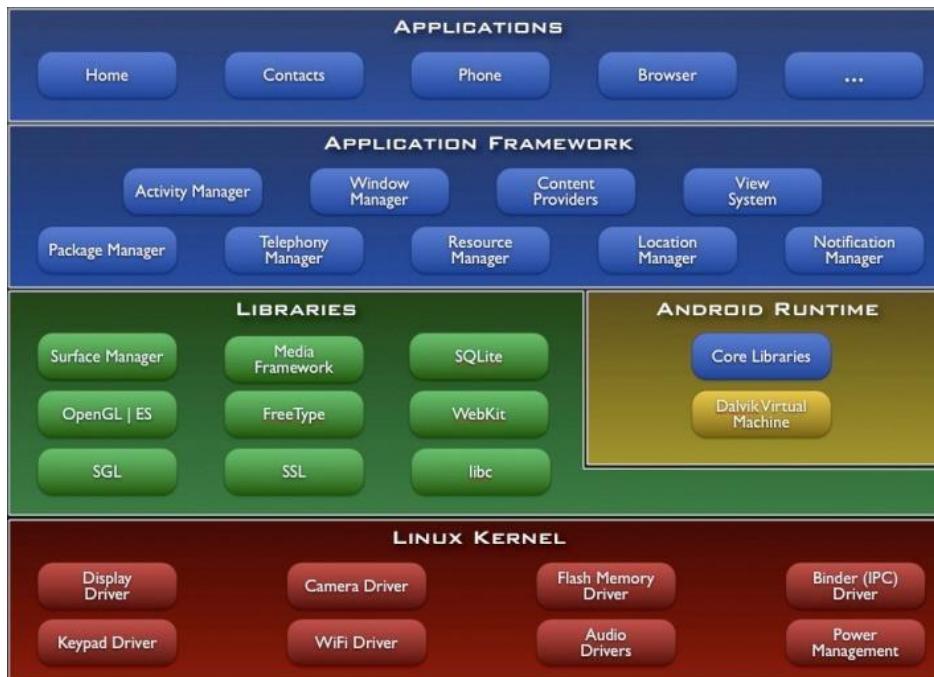 APPLICATIONS
Home
Contacts
Phone
Browser
...
APPLICATION FRAMEWORK
Activity Manager
Window
Manager
Content
Providers
View
System
Package Manager
Telephony
Manager
Resource
Manager
Location
Manager
Notification
Manager
LIBRARIES
Surface Manager
Media
Framework
SQLite
OpenGL | ES
FreeType
WebKit
SGL
SSL
libc
ANDROID RUNTIME
Core Libraries
Dalvik Virtual
Machine
LINUX KERNEL
Display
Driver
Camera Driver
Flash Memory
Driver
Binder (IPC)
Driver
Keypad Driver
WiFi Driver
Audio
Drivers
Power
Management